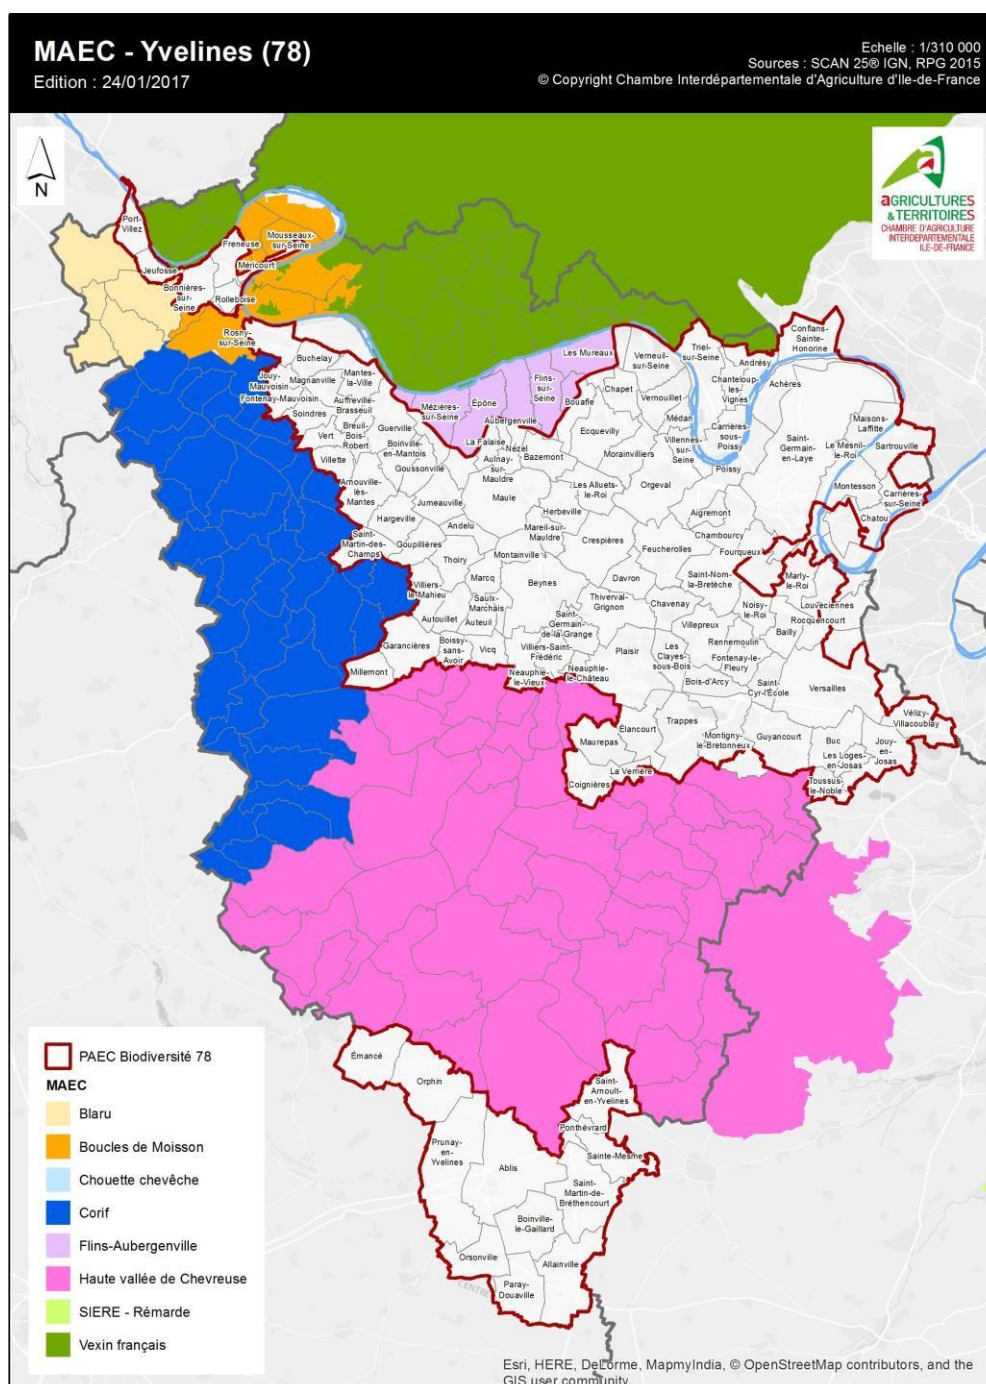 MAEC - Yvelines (78)
Edition : 24/01/2017
Echelle : 1/310 000
Sources : SCAN 25® IGN, RPG 2015
© Copyright Chambre Interdépartementale d'Agriculture d'Ile-de-France
N
aGRICULTURES
& TERRITOIRES
CHAMBRE D'AGRICULTURE
INTERDEPARTEMENTALE
ILE-DE-FRANCE
Port-
Villez
Freneuse
Mousseaux-
sur-Seine
Jeufosse
Méricourt
Bonnières-
sur-
Seine
Rolleboise
Rosny-
sur-Seine
Conflans-
Sainte-
Honorine
Buchelay
Les Mureaux
Verneuil-
sur-Seine
Triel-
sur-Seine
Andrésy
Jouy-
Mauvoisin
Magnanville
Mantes-
la-Ville
Fontenay-Mauvoisin
Flins-
sur-
Seine
Chapet
Vernouillet
Chanteloup-
les-
Vignes
Achères
Soindres
Auffreville-
Brasseuil
Mézières-
sur-Seine
Épône
Aubergenville
Bouafle
Médan
Carrières-
sous-
Poissy
Maisons-
Laffitte
Vert
Breuil-
Bois-
Robert
Guerville
Boinville-
en-Mantois
La Falaise
Nézel
Ecquevilly
Villennes-
sur-
Seine
Saint-
Germain-
en-Laye
Le Mesnil-
le-Roi
Sartrouville
Villette
Goussonville
Aulnay-
sur-
Mauldre
Bazemont
Morainvilliers
Poissy
Arnouville-
lès-
Mantes
Jumeauville
Maule
Les Alluets-
le-Roi
Orgeval
Montesson
Carrières-
sur-Seine
Chatou
Hargeville
Andelu
Herbeville
Aigremont
Mareil-sur-
Mauldre
Crespières
Chambourcy
Saint-
Martin-des-
Champs
Goupillières
Thoiry
Montainville
Feucherolles
Fourqueux
Villiers-
le-Mahieu
Marcq
Beynes
Davron
Saint-Nom-
la-Bretèche
Marly-
le-Roi
Saulx-
Marchais
Thiverval-
Grignon
Chavenay
Noisy-
le-Roi
Louveciennes
Autouillet
Auteuil
Saint-
Germain-
de-la-Grange
Villepreux
Bailly
Rocquencourt
Garancières
Boissy-
sans-
Avoir
Vicq
Villiers-Saint-
Frédéric
Plaisir
Les
Clayes-
sous-Bois
Rennemoulin
Fontenay-le-
Fleury
Millemont
Neauphle-
le-Vieux
Neauphle-
le-Château
Bois-d'Arcy
Saint-
Cyr-l'École
Versailles
Élancourt
Trappes
Vélizy-
Villacoublay
Maurepas
Montigny-
le-Bretonneux
Guyancourt
Buc
Les Loges-
en-Josas
Jouy-
en-
Josas
Coignières
La Verrière
Toussus-
le-Noble
Émancé
Orphin
Saint-
Arnoult-
en-Yvelines
Ponthévrard
Prunay-
en-
Yvelines
Ablis
Sainte-Mesme
Saint-
Martin-de-
Bréthencourt
Boinville-
le-Gaillard
Orsonville
Allainville
Paray-
Douaville
CENTRE
PAEC Biodiversité 78
MAEC
Blaru
Boucles de Moisson
Chouette chevêche
Corif
Flins-Aubergenville
Haute vallée de Chevreuse
SIERE - Rémarde
Vexin français
Esri, HERE, DeLorme, MapmyIndia, © OpenStreetMap contributors, and the
GIS user community